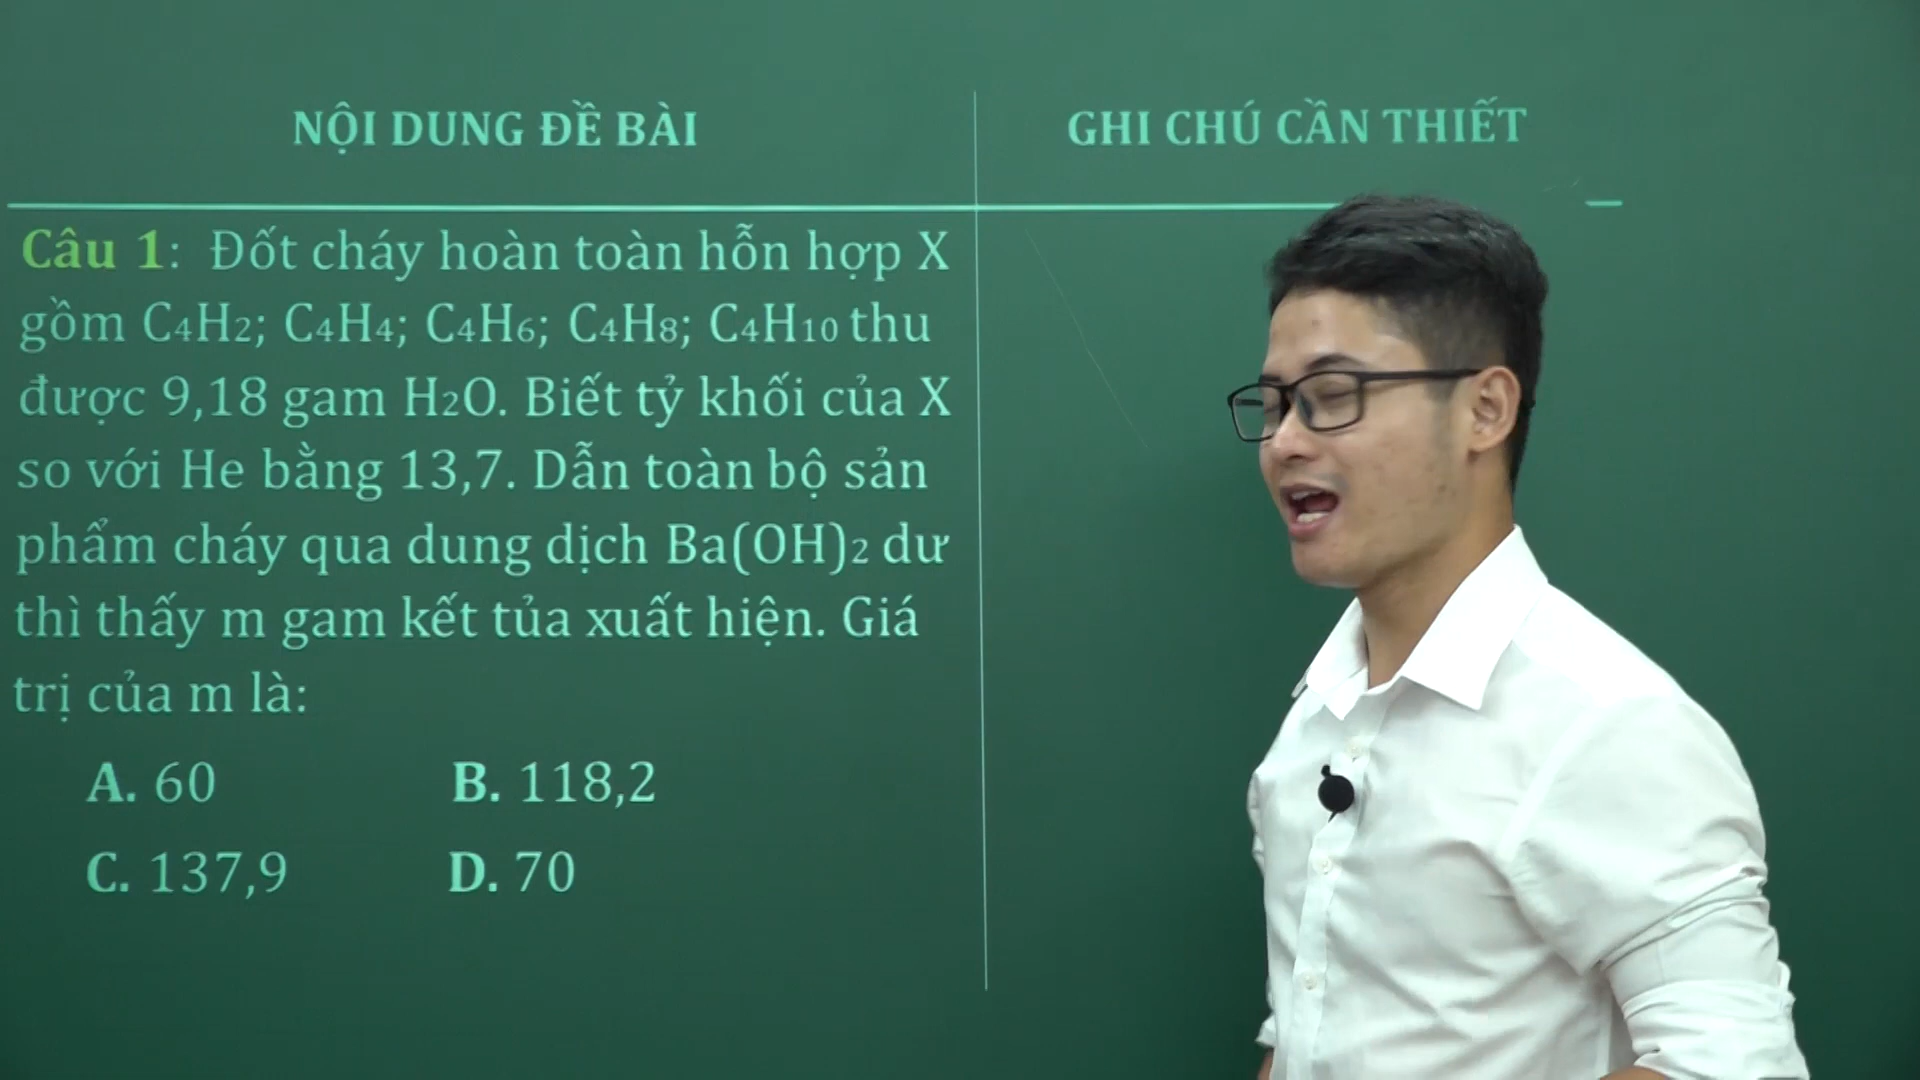 NỘI DUNG ĐỀ BÀI
GHI CHÚ CẦN THIẾT
Câu 1: Đốt cháy hoàn toàn hỗn hợp X
gồm C₄H₂; C₄H₄; C₄H₆; C₄H₈; C₄H₁₀ thu
được 9,18 gam H₂O. Biết tỷ khối của X
so với He bằng 13,7. Dẫn toàn bộ sản
phẩm cháy qua dung dịch Ba(OH)₂ dư
thì thấy m gam kết tủa xuất hiện. Giá
trị của m là:
A. 60
B. 118,2
C. 137,9
D. 70